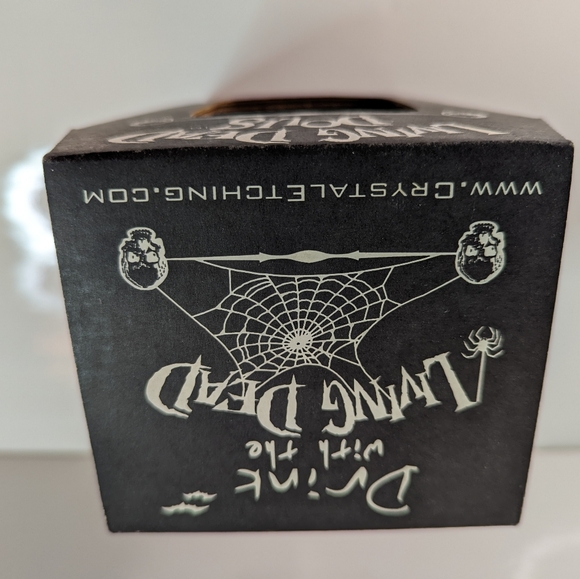 Drink
with the
LIVING DEAD
WWW.CRYSTALETCHING.COM
LIVING DEAD
DOLLS